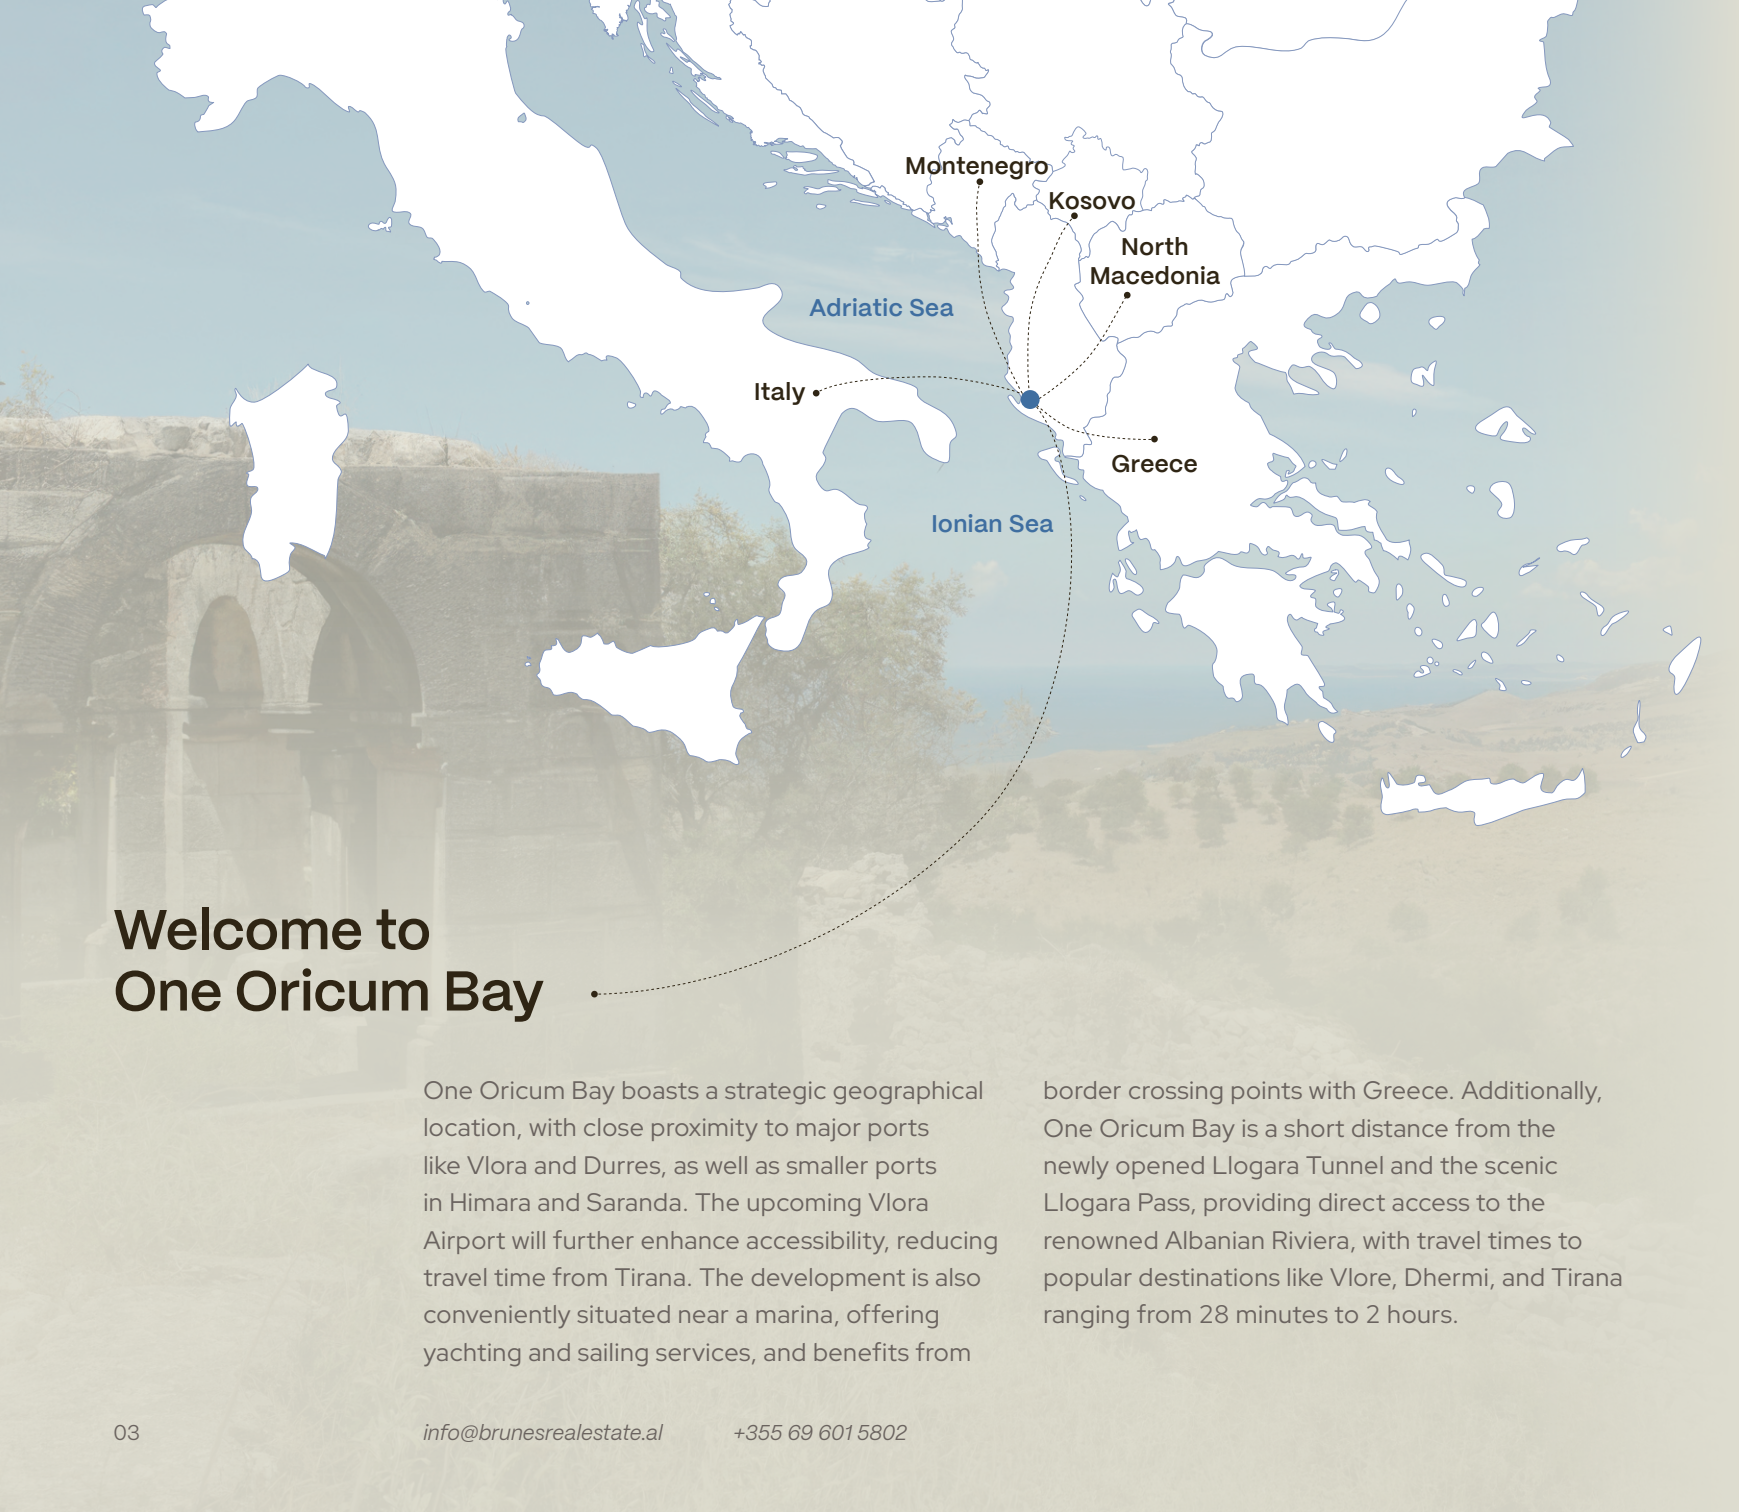 Montenegro
Kosovo
North
Macedonia
Adriatic Sea
Italy
Greece
Ionian Sea
Welcome to
One Oricum Bay
One Oricum Bay boasts a strategic geographical
location, with close proximity to major ports
like Vlora and Durres, as well as smaller ports
in Himara and Saranda. The upcoming Vlora
Airport will further enhance accessibility, reducing
travel time from Tirana. The development is also
conveniently situated near a marina, offering
yachting and sailing services, and benefits from
border crossing points with Greece. Additionally,
One Oricum Bay is a short distance from the
newly opened Llogara Tunnel and the scenic
Llogara Pass, providing direct access to the
renowned Albanian Riviera, with travel times to
popular destinations like Vlore, Dhermi, and Tirana
ranging from 28 minutes to 2 hours.
03
info@brunesrealestate.al
+355 69 601 5802